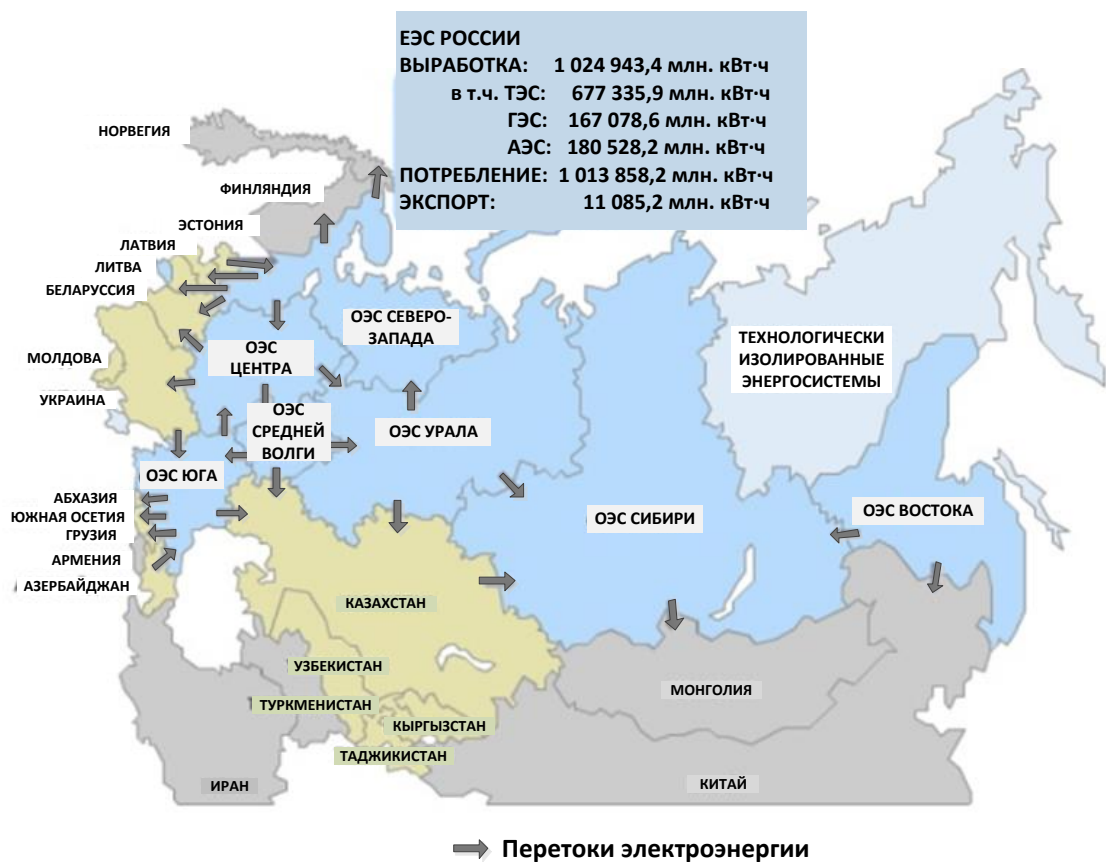 ЕЭС РОССИИ
ВЫРАБОТКА: 1 024 943,4 млн. кВт·ч
в т.ч. ТЭС: 677 335,9 млн. кВт·ч
ГЭС: 167 078,6 млн. кВт·ч
АЭС: 180 528,2 млн. кВт·ч
ПОТРЕБЛЕНИЕ: 1 013 858,2 млн. кВт·ч
ЭКСПОРТ: 11 085,2 млн. кВт·ч
НОРВЕГИЯ
ФИНЛЯНДИЯ
ЭСТОНИЯ
ЛАТВИЯ
ЛИТВА
БЕЛАРУССИЯ
МОЛДОВА
УКРАИНА
ОЭС СЕВЕРО-
ЗАПАДА
ОЭС
ЦЕНТРА
ОЭС
СРЕДНЕЙ
ВОЛГИ
ОЭС УРАЛА
ТЕХНОЛОГИЧЕСКИ
ИЗОЛИРОВАННЫЕ
ЭНЕРГОСИСТЕМЫ
ОЭС ЮГА
ОЭС СИБИРИ
ОЭС ВОСТОКА
АБХАЗИЯ
ЮЖНАЯ ОСЕТИЯ
ГРУЗИЯ
АРМЕНИЯ
АЗЕРБАЙДЖАН
КАЗАХСТАН
УЗБЕКИСТАН
ТУРКМЕНИСТАН
КЫРГЫЗСТАН
ТАДЖИКИСТАН
ИРАН
МОНГОЛИЯ
КИТАЙ
Перетоки электроэнергии